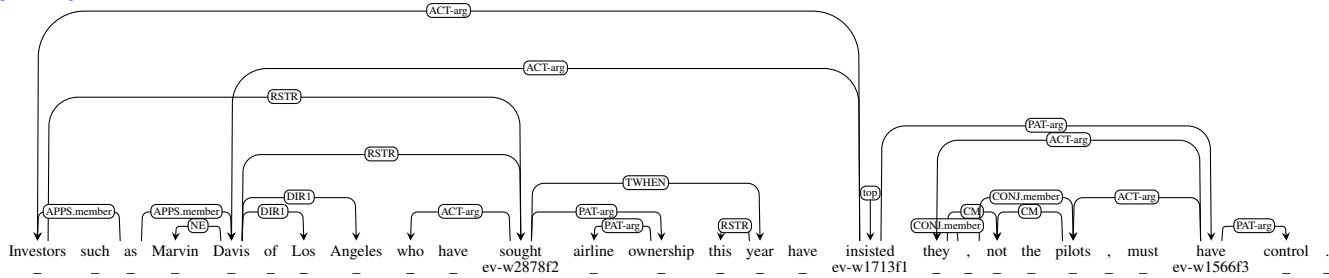 ACT-arg
ACT-arg
RSTR
PAT-arg
ACT-arg
RSTR
TWHEN
top
DIR1 CONJ.member
APPS.member APPS.member DIR1 ACT-arg PAT-arg CM CM ACT-arg
NE PAT-arg RSTR CONJ.member PAT-arg
Investors such as Marvin Davis of Los Angeles who have sought airline ownership this year have insisted they , not the pilots , must have control .
ev-w2878f2 ev-w1713f1 ev-w1566f3
_ _ _ _ _ _ _ _ _ _ _ _ _ _ _ _ _ _ _ _ _ _ _ _ _ _ _